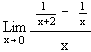 Lim x→0 (1/(x+2) - 1/x) / x